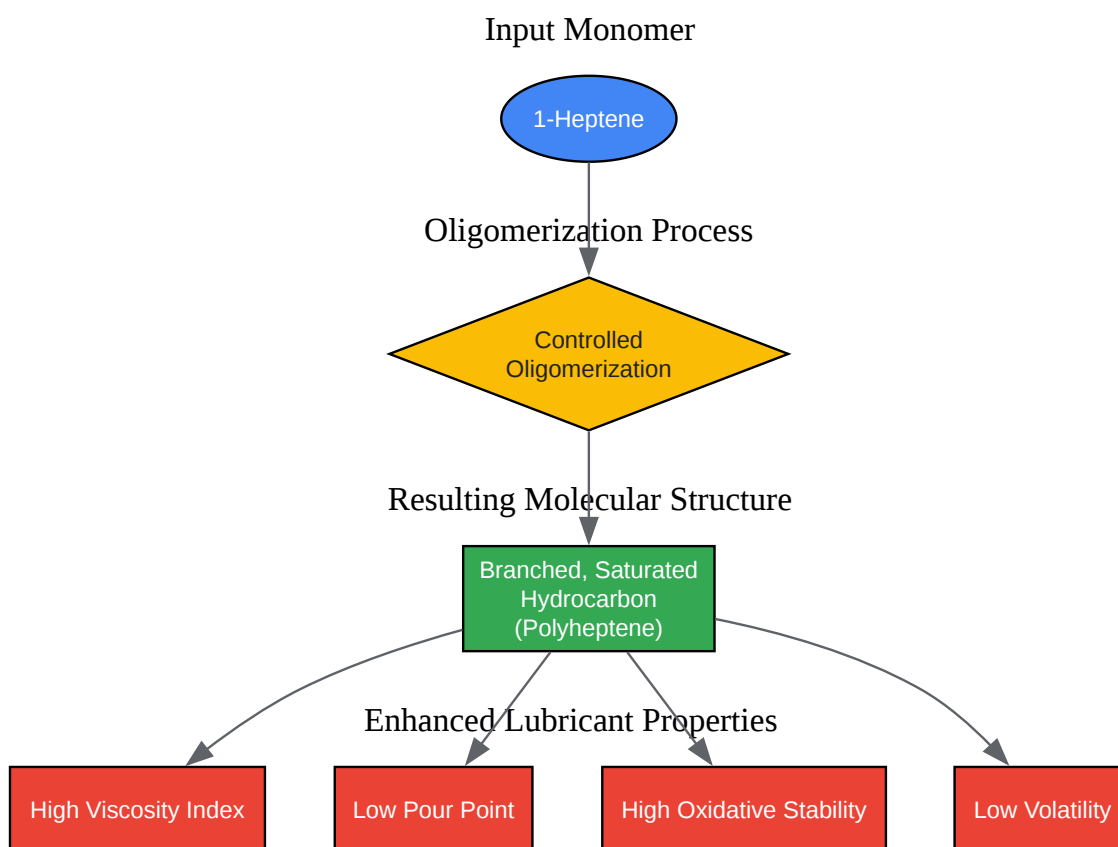 Input Monomer
1-Heptene
Oligomerization Process
Controlled
Oligomerization
Resulting Molecular Structure
Branched, Saturated
Hydrocarbon
(Polyheptene)
Enhanced Lubricant Properties
High Viscosity Index
Low Pour Point
High Oxidative Stability
Low Volatility